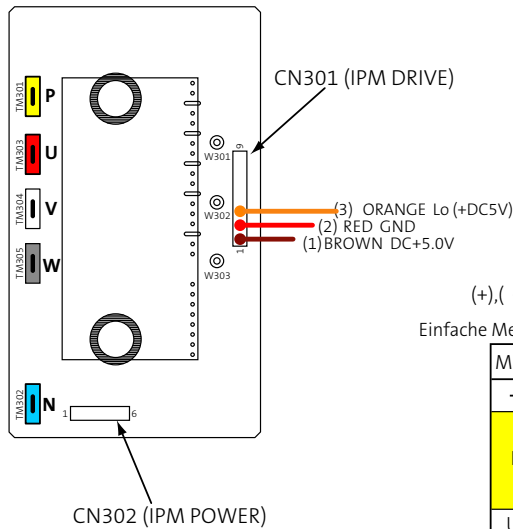 CN301 (IPM DRIVE)
TM301 P
TM303 U
TM304 V
TM305 W
TM302 N
W301
W302
W303
9
(3) ORANGE Lo (+DC5V)
(2) RED GND
(1)BROWN DC+5.0V
1
1 6
CN302 (IPM POWER)
(+),(
Einfache Me
M